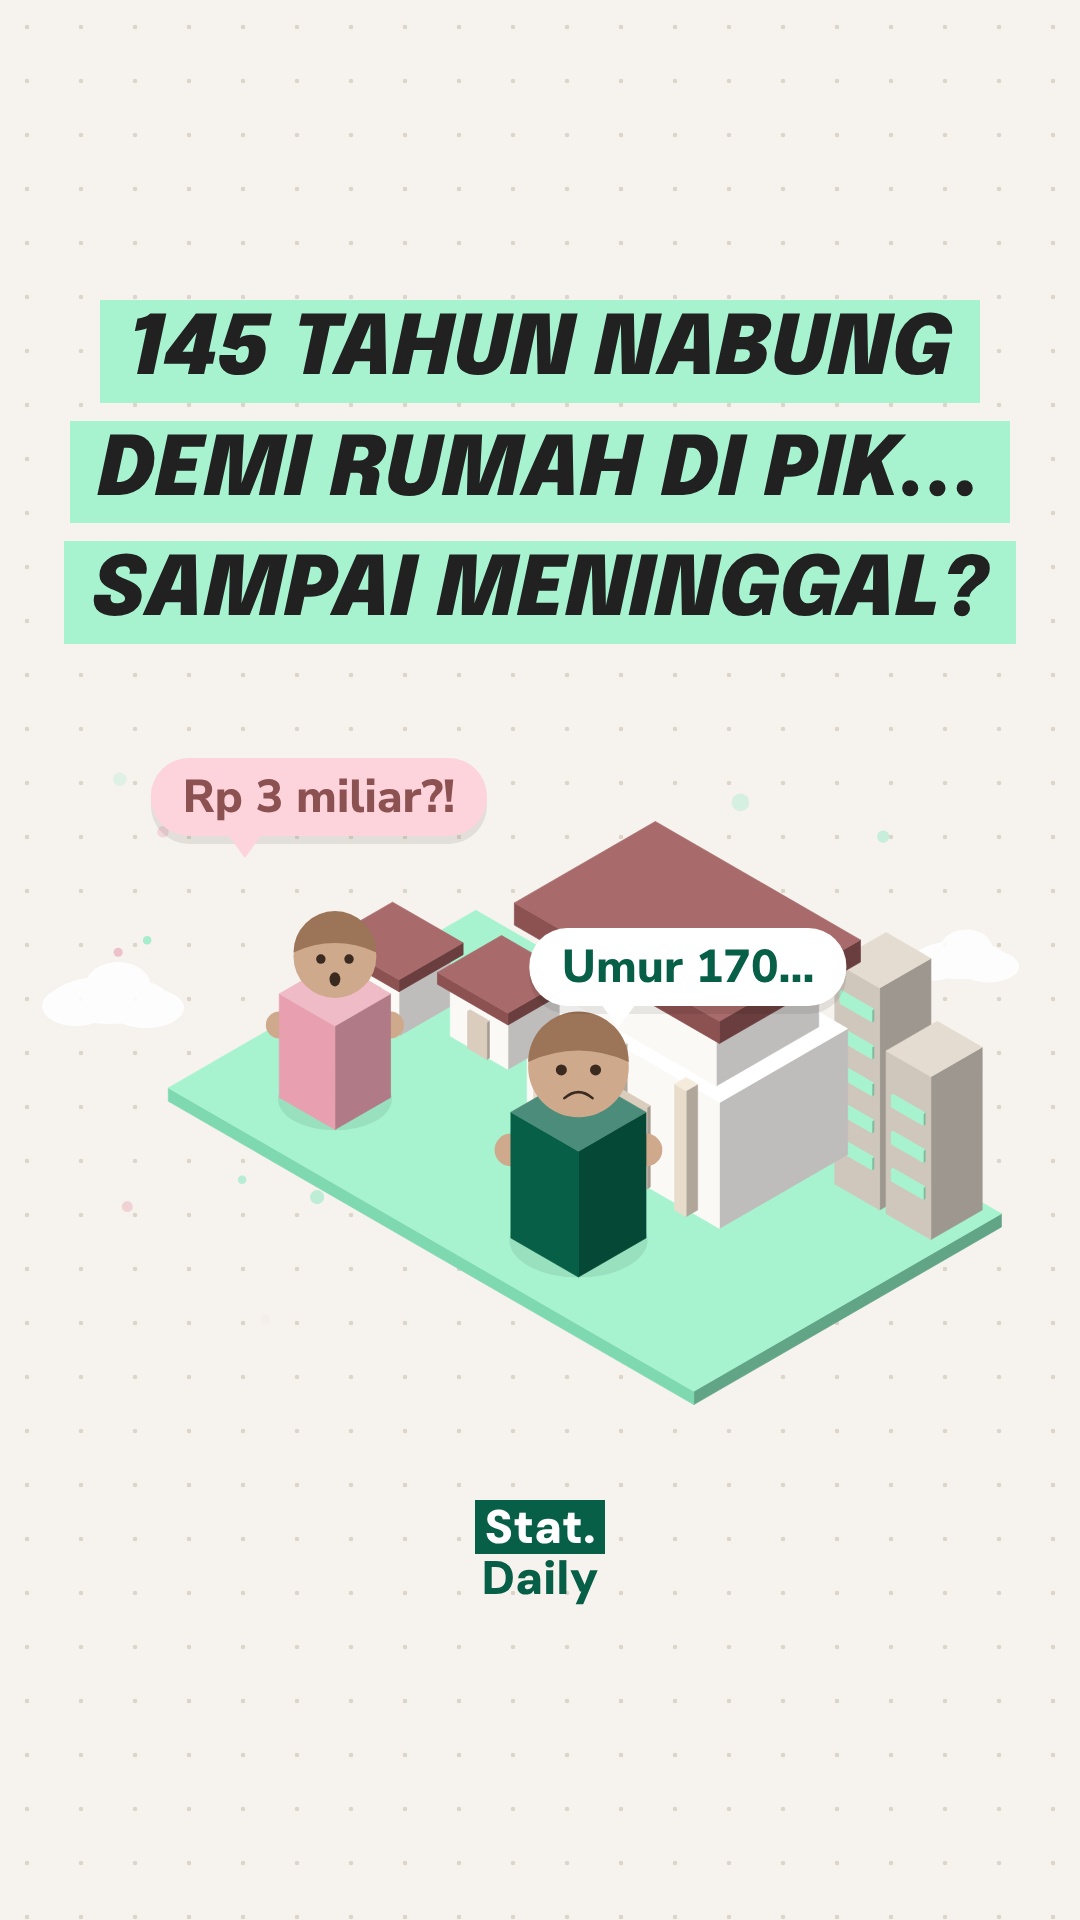 145 TAHUN NABUNG
DEMI RUMAH DI PIK...
SAMPAI MENINGGAL?
Rp 3 miliar?!
Umur 170...
Stat.
Daily